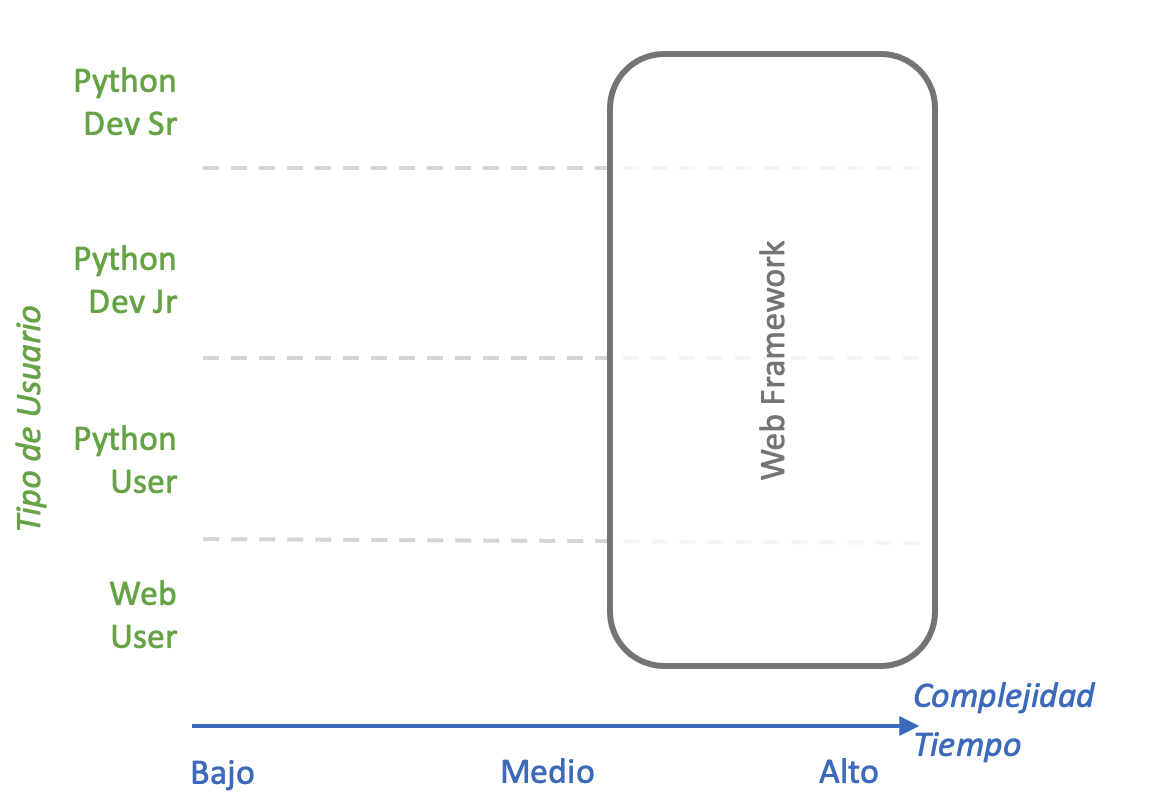 Python
Dev Sr
Python
Dev Jr
Tipo de Usuario
Web Framework
Python
User
Web
User
Complejidad
Tiempo
Bajo
Medio
Alto